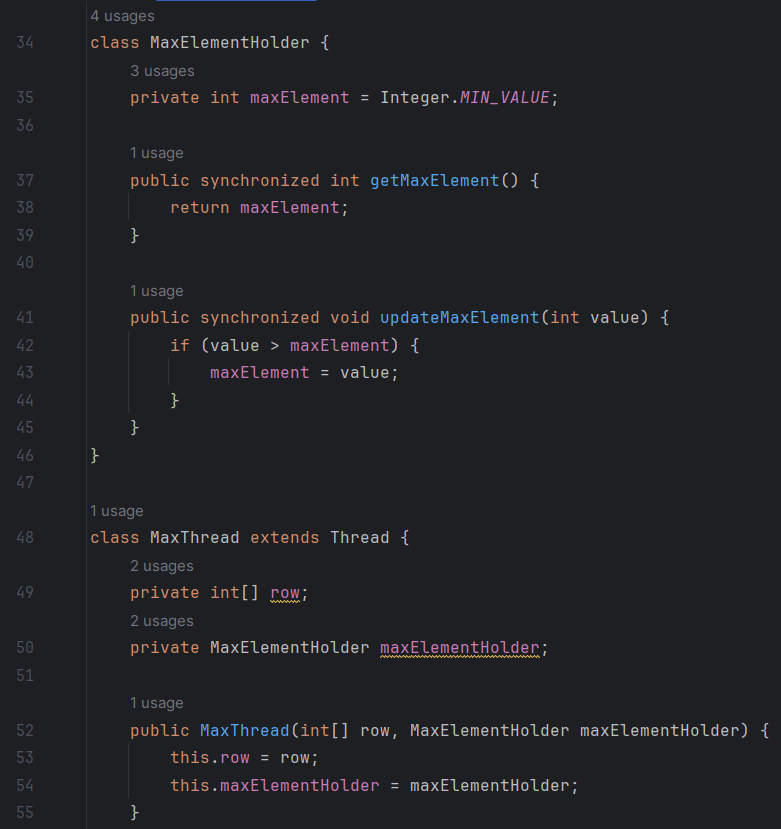 4 usages
34 class MaxElementHolder {
3 usages
35 private int maxElement = Integer.MIN_VALUE;
36
1 usage
37 public synchronized int getMaxElement() {
38 return maxElement;
39 }
40
1 usage
41 public synchronized void updateMaxElement(int value) {
42 if (value > maxElement) {
43 maxElement = value;
44 }
45 }
46 }
47
1 usage
48 class MaxThread extends Thread {
2 usages
49 private int[] row;
2 usages
50 private MaxElementHolder maxElementHolder;
51
1 usage
52 public MaxThread(int[] row, MaxElementHolder maxElementHolder) {
53 this.row = row;
54 this.maxElementHolder = maxElementHolder;
55 }